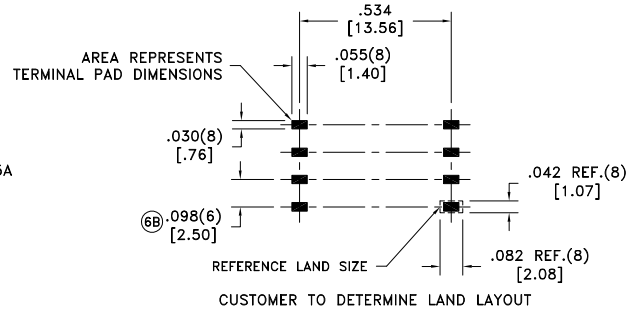 .534
[13.56]
AREA REPRESENTS
TERMINAL PAD DIMENSIONS
.055(8)
[1.40]
.030(8)
[.76]
6B .098(6)
[2.50]
.042 REF.(8)
[1.07]
REFERENCE LAND SIZE
.082 REF.(8)
[2.08]
CUSTOMER TO DETERMINE LAND LAYOUT